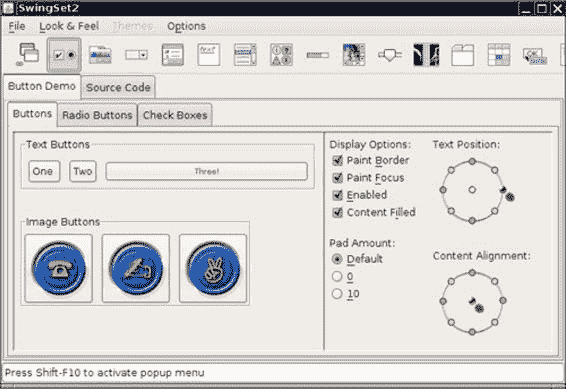 SwingSet2
File Look & Feel Themes Options
Button Demo Source Code
Buttons Radio Buttons Check Boxes
Text Buttons
One Two Three!
Image Buttons
Display Options:
Paint Border
Paint Focus
Enabled
Content Filled
Pad Amount:
Default
0
10
Text Position:
Content Alignment:
Press Shift-F10 to activate popup menu